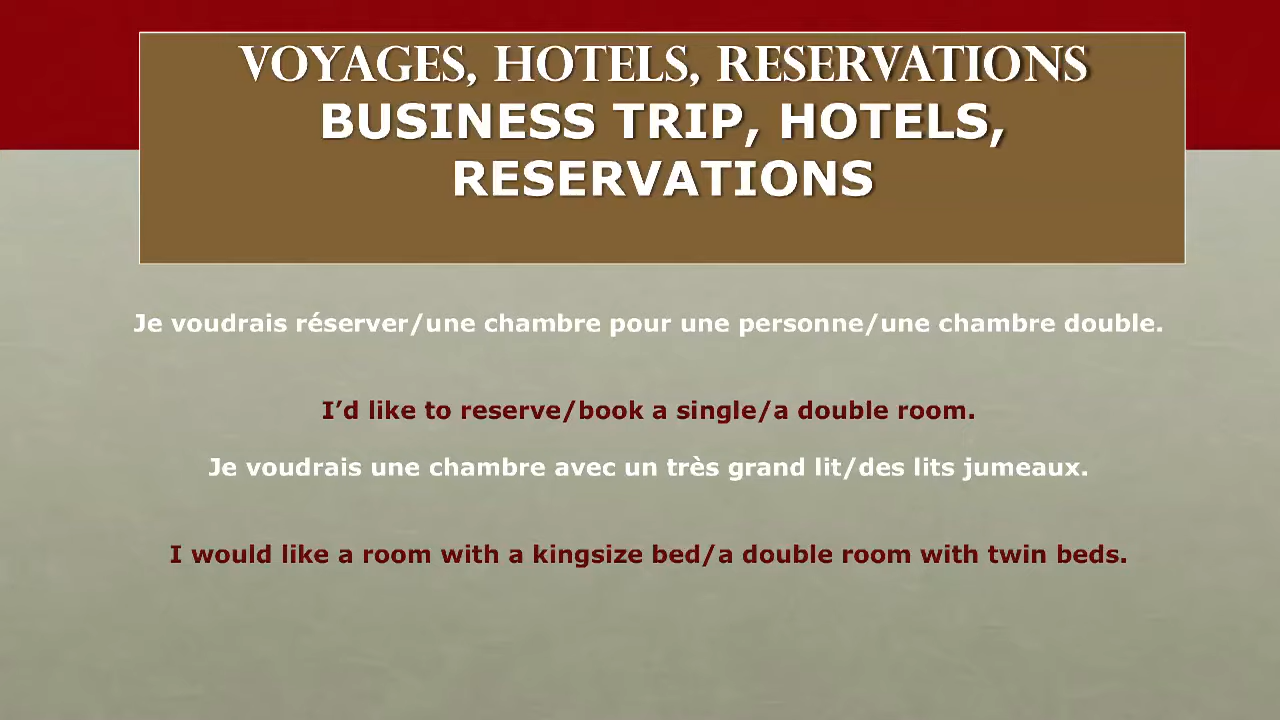 VOYAGES, HOTELS, RESERVATIONS
BUSINESS TRIP, HOTELS,
RESERVATIONS
Je voudrais réserver/une chambre pour une personne/une chambre double.
I’d like to reserve/book a single/a double room.
Je voudrais une chambre avec un très grand lit/des lits jumeaux.
I would like a room with a kingsize bed/a double room with twin beds.